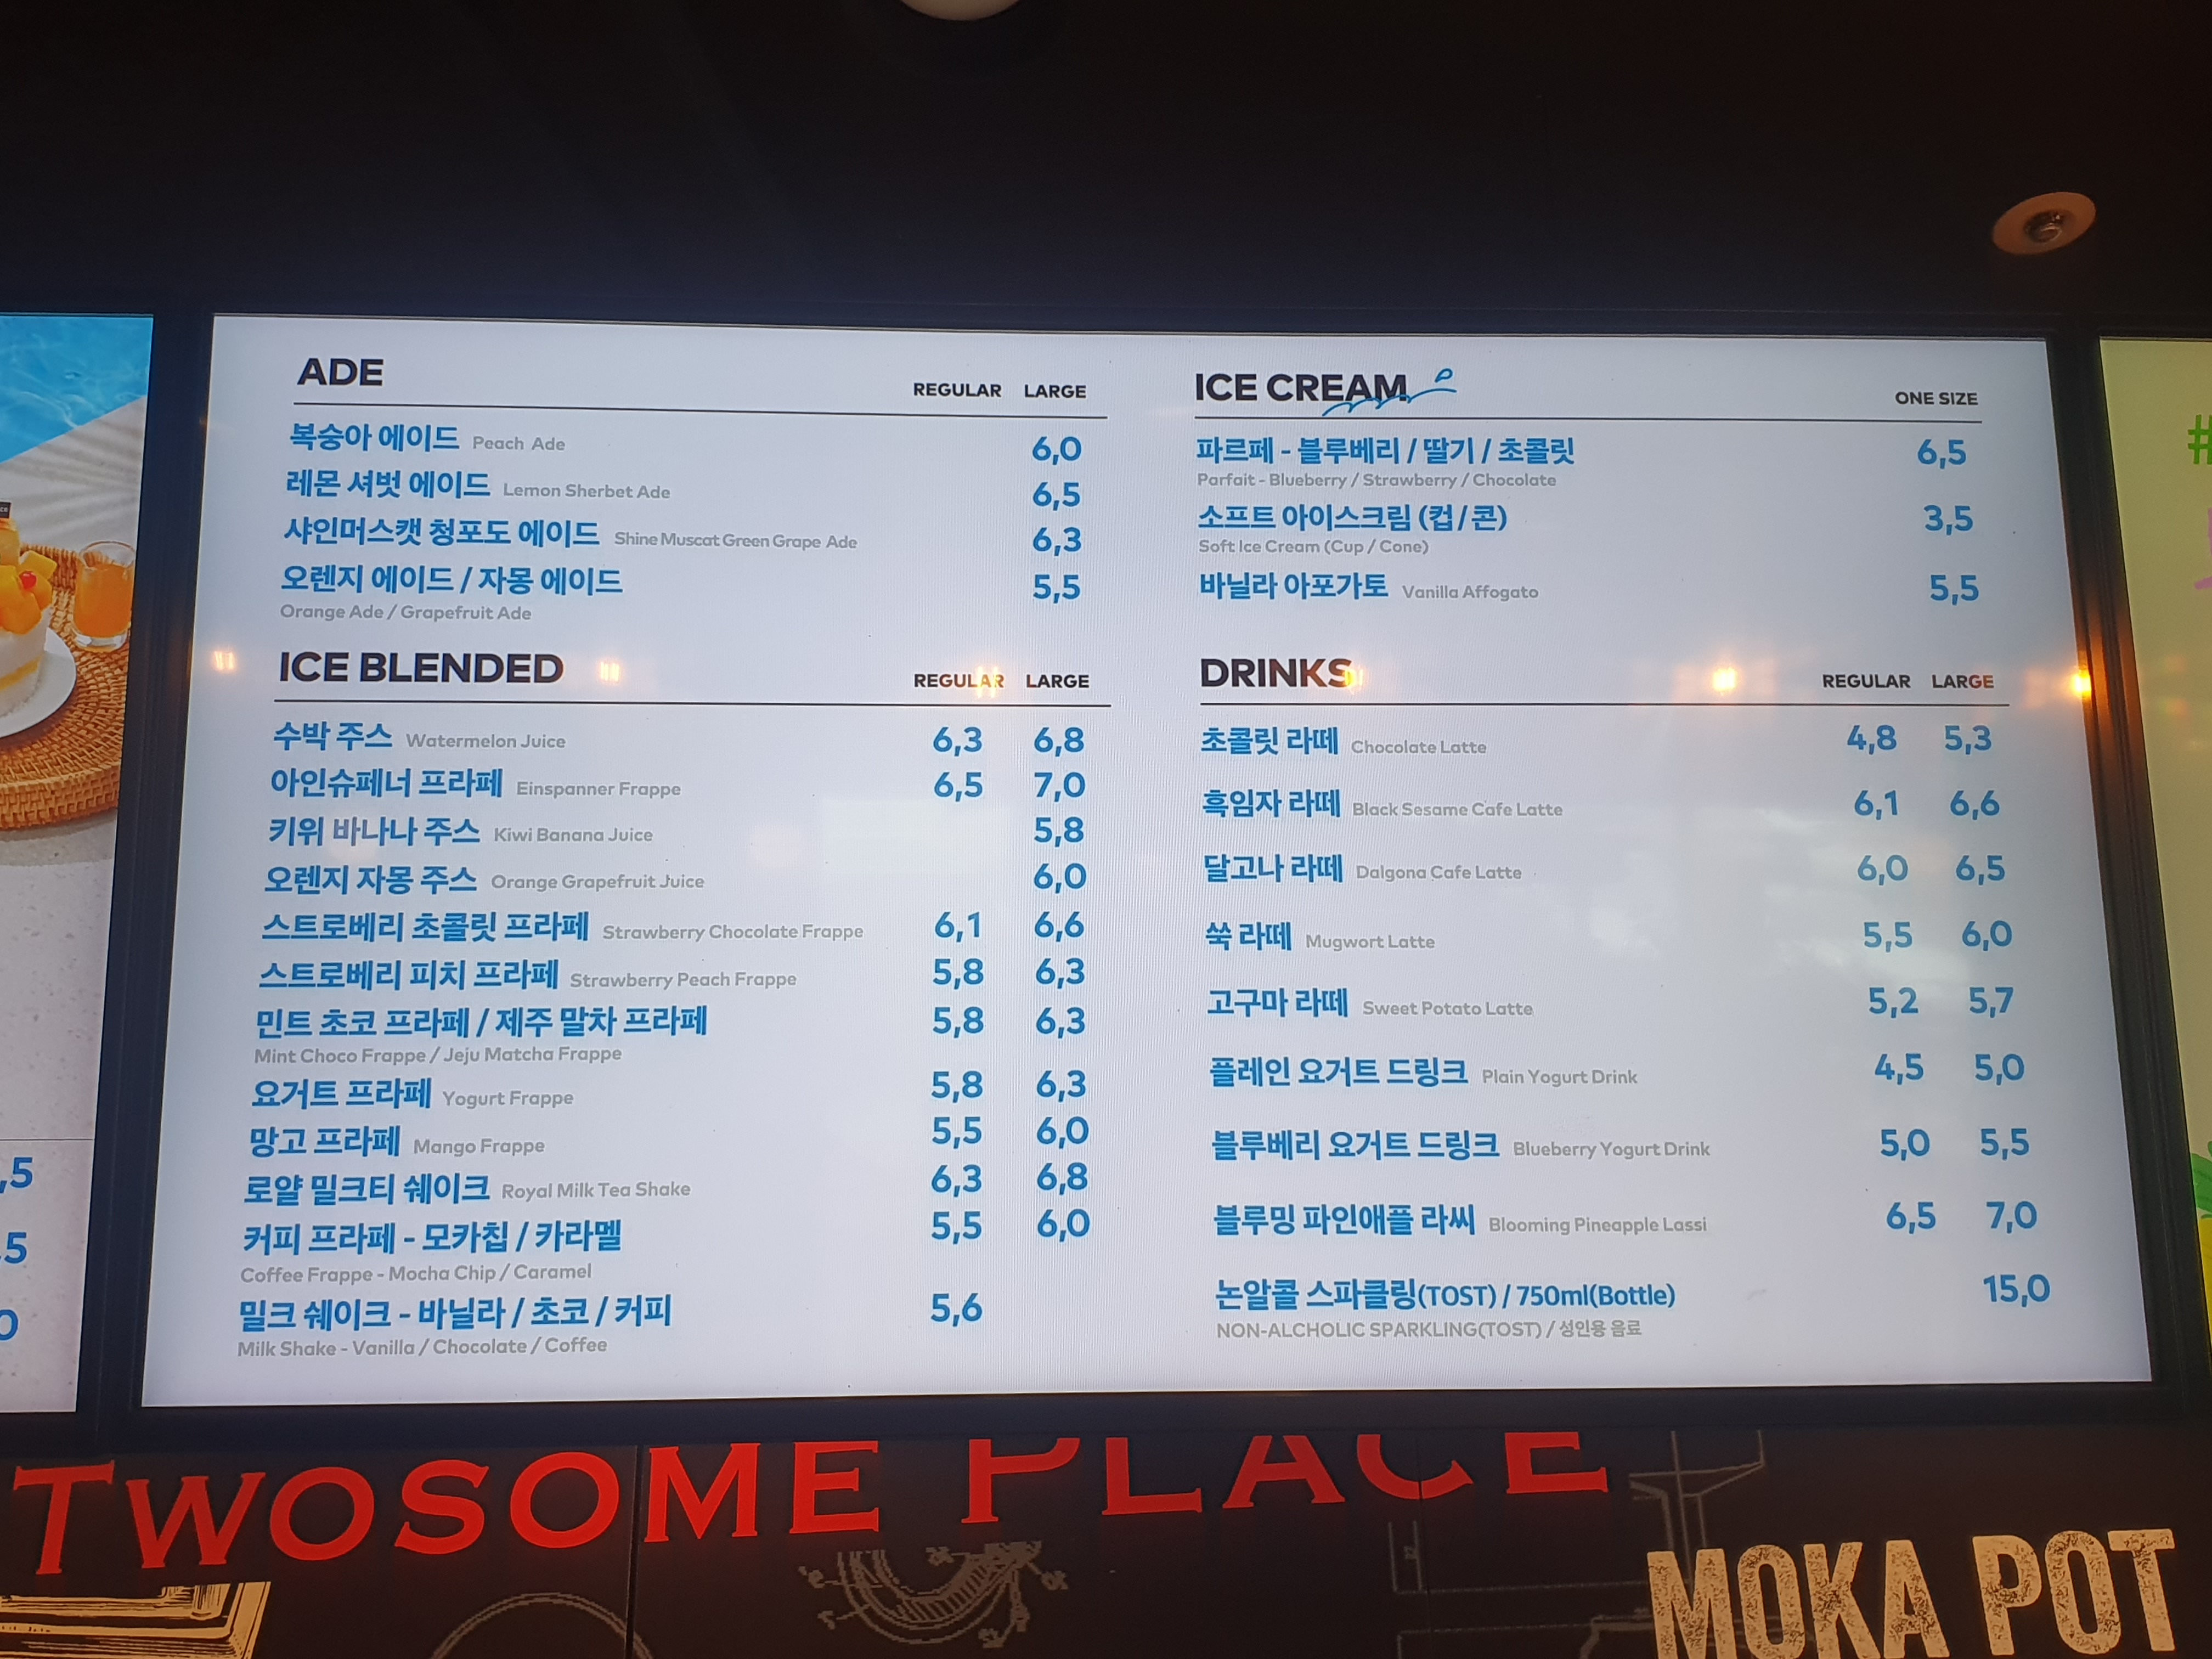 ADE
REGULAR LARGE
복숭아 에이드 Peach Ade 6,0
레몬 셔벗 에이드 Lemon Sherbet Ade 6,5
샤인머스캣 청포도 에이드 Shine Muscat Green Grape Ade 6,3
오렌지 에이드 / 자몽 에이드 5,5
Orange Ade / Grapefruit Ade
ICE BLENDED
REGULAR LARGE
수박 주스 Watermelon Juice 6,3 6,8
아인슈페너 프라페 Einspanner Frappe 6,5 7,0
키위 바나나 주스 Kiwi Banana Juice 5,8
오렌지 자몽 주스 Orange Grapefruit Juice 6,0
스트로베리 초콜릿 프라페 Strawberry Chocolate Frappe 6,1 6,6
스트로베리 피치 프라페 Strawberry Peach Frappe 5,8 6,3
민트 초코 프라페 / 제주 말차 프라페 5,8 6,3
Mint Choco Frappe / Jeju Matcha Frappe
요거트 프라페 Yogurt Frappe 5,8 6,3
망고 프라페 Mango Frappe 5,5 6,0
로얄 밀크티 쉐이크 Royal Milk Tea Shake 6,3 6,8
커피 프라페 - 모카칩 / 카라멜 5,5 6,0
Coffee Frappe - Mocha Chip / Caramel
밀크 쉐이크 - 바닐라 / 초코 / 커피 5,6
Milk Shake - Vanilla / Chocolate / Coffee
ICE CREAM
ONE SIZE
파르페 - 블루베리 / 딸기 / 초콜릿 6,5
Parfait - Blueberry / Strawberry / Chocolate
소프트 아이스크림 (컵 / 콘) 3,5
Soft Ice Cream (Cup / Cone)
바닐라 아포가토 Vanilla Affogato 5,5
DRINKS
REGULAR LARGE
초콜릿 라떼 Chocolate Latte 4,8 5,3
흑임자 라떼 Black Sesame Cafe Latte 6,1 6,6
달고나 라떼 Dalgona Cafe Latte 6,0 6,5
쑥 라떼 Mugwort Latte 5,5 6,0
고구마 라떼 Sweet Potato Latte 5,2 5,7
플레인 요거트 드링크 Plain Yogurt Drink 4,5 5,0
블루베리 요거트 드링크 Blueberry Yogurt Drink 5,0 5,5
블루밍 파인애플 라씨 Blooming Pineapple Lassi 6,5 7,0
논알콜 스파클링(TOST) / 750ml(Bottle) 15,0
NON-ALCHOLIC SPARKLING(TOST) / 성인용 음료
TWOSOME PLACE
MOKA POT